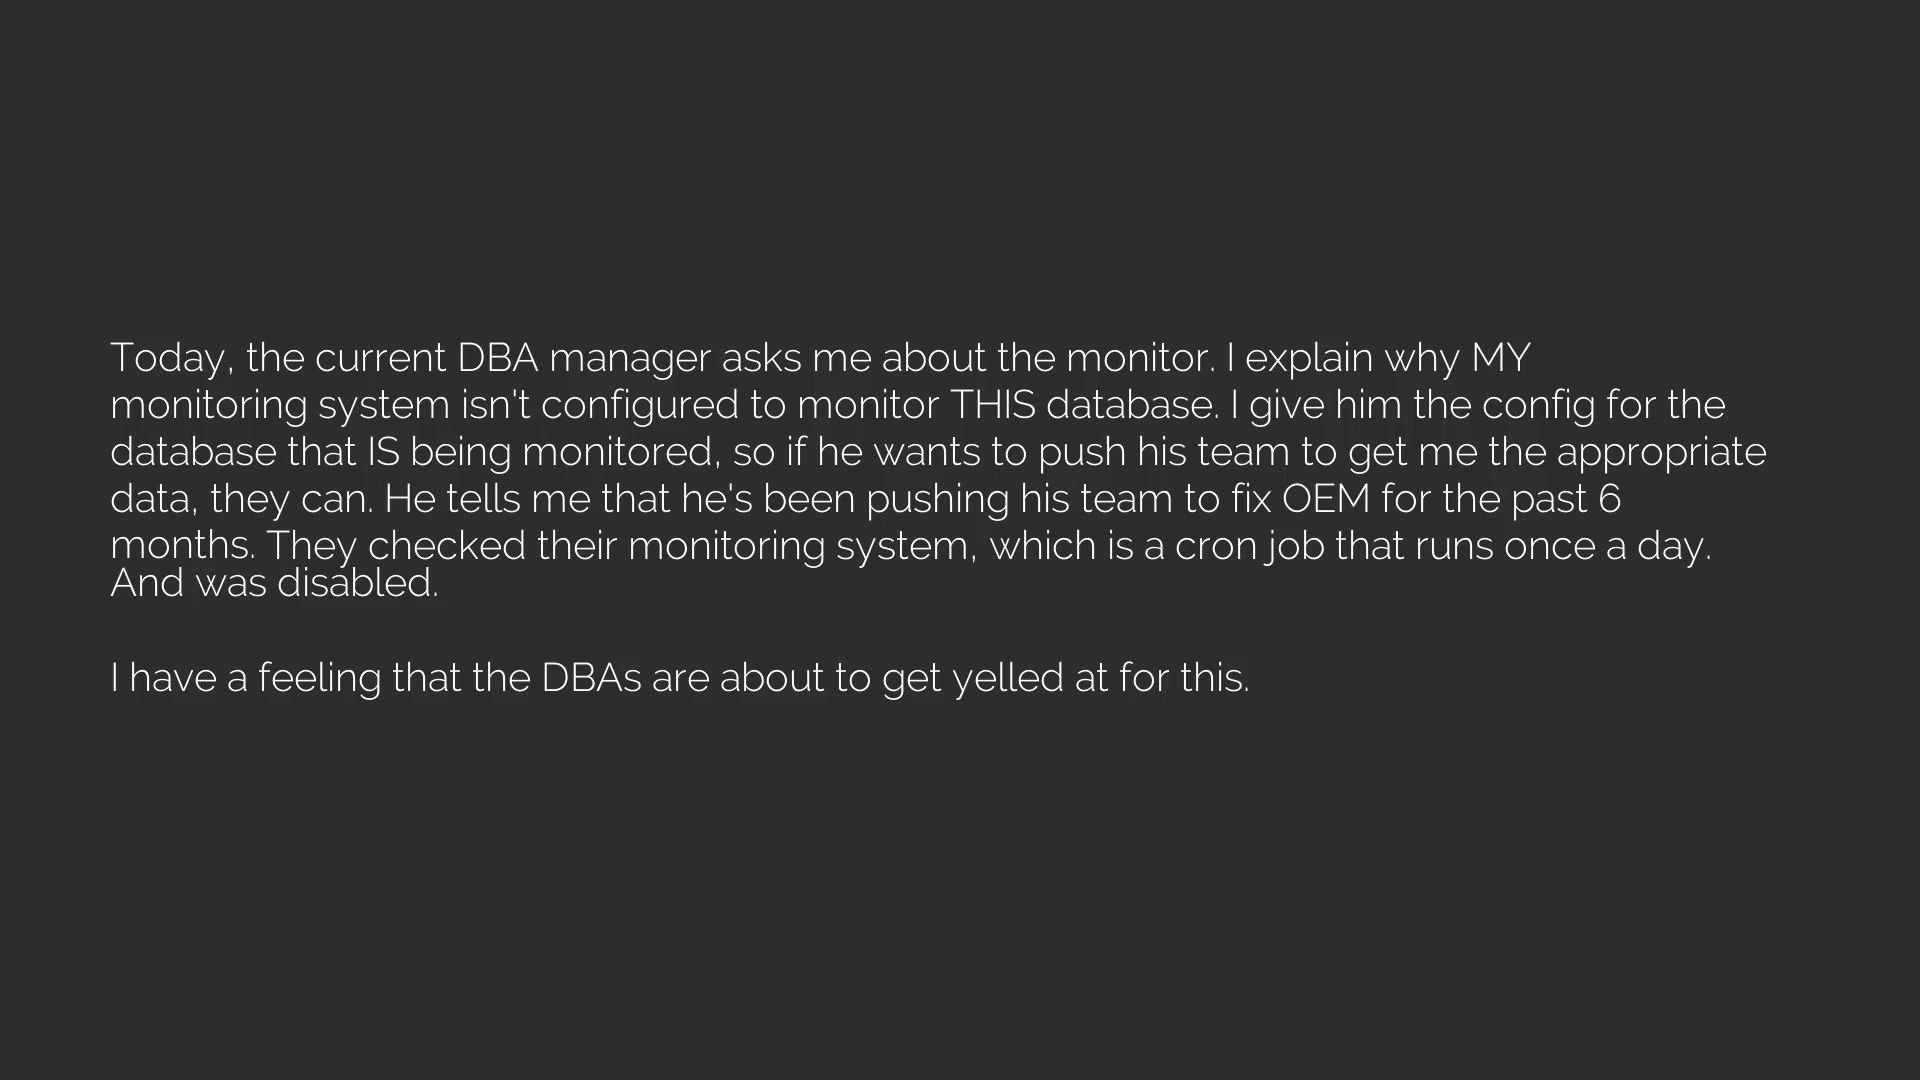 Today, the current DBA manager asks me about the monitor. I explain why MY
monitoring system isn't configured to monitor THIS database. I give him the config for the
database that IS being monitored, so if he wants to push his team to get me the appropriate
data, they can. He tells me that he's been pushing his team to fix OEM for the past 6
months. They checked their monitoring system, which is a cron job that runs once a day.
And was disabled.
I have a feeling that the DBAs are about to get yelled at for this.